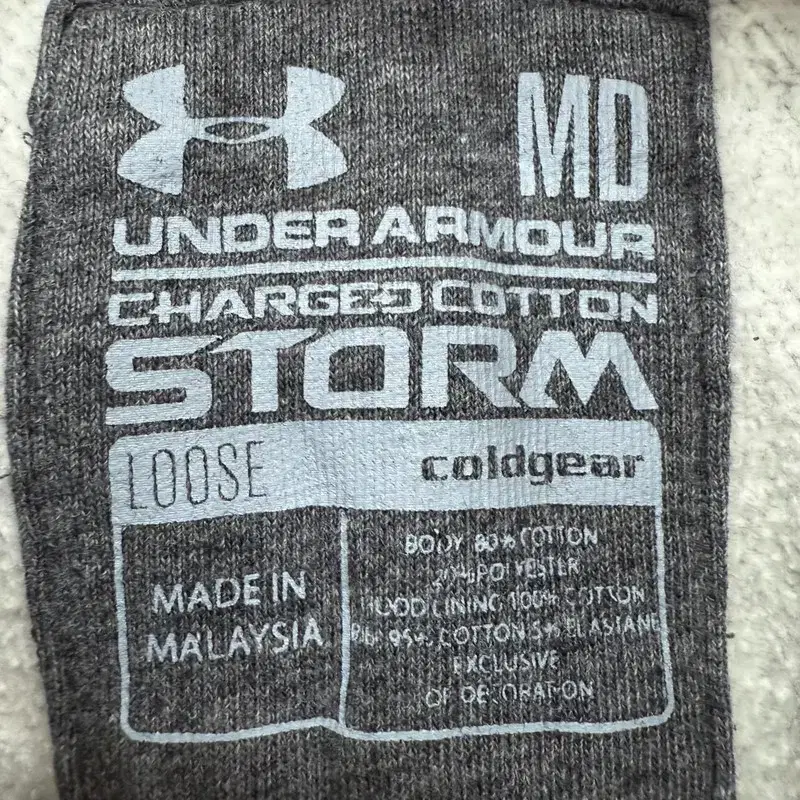 MD
UNDER ARMOUR
CHARGED COTTON
STORM
LOOSE
coldgear
MADE IN
MALAYSIA
BODY 80% COTTON
20% POLYESTER
HOOD LINING 100% COTTON
RIB 95% COTTON 5% ELASTANE
EXCLUSIVE
OF DECORATION